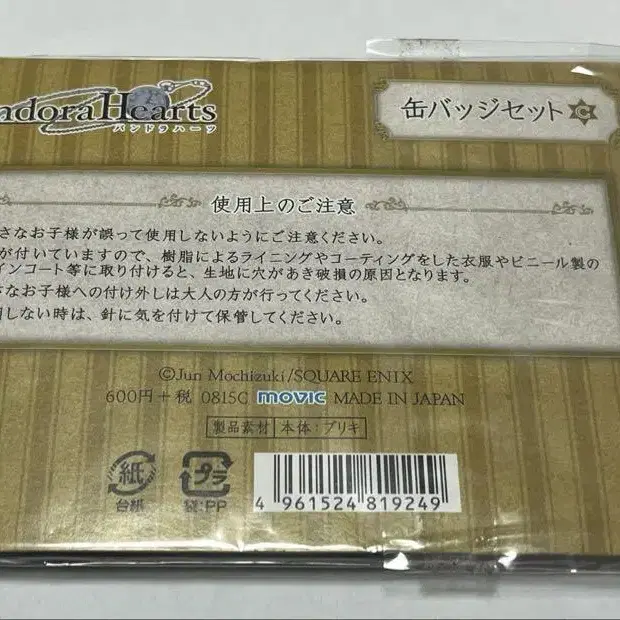 ndoraHearts
パンドラハーツ
缶バッジセット C
使用上のご注意
さなお子様が誤って使用しないようにご注意ください。
が付いていますので、樹脂によるライニングやコーティングをした衣服やビニール製の
インコート等に取り付けると、生地に穴があき破損の原因となります。
さなお子様への付け外しは大人の方が行ってください。
しない時は、針に気を付けて保管してください。
©Jun Mochizuki/SQUARE ENIX
600円+税 0815C movic MADE IN JAPAN
製品素材 本体:ブリキ
紙 プラ
台紙 袋:PP
4 961524 819249